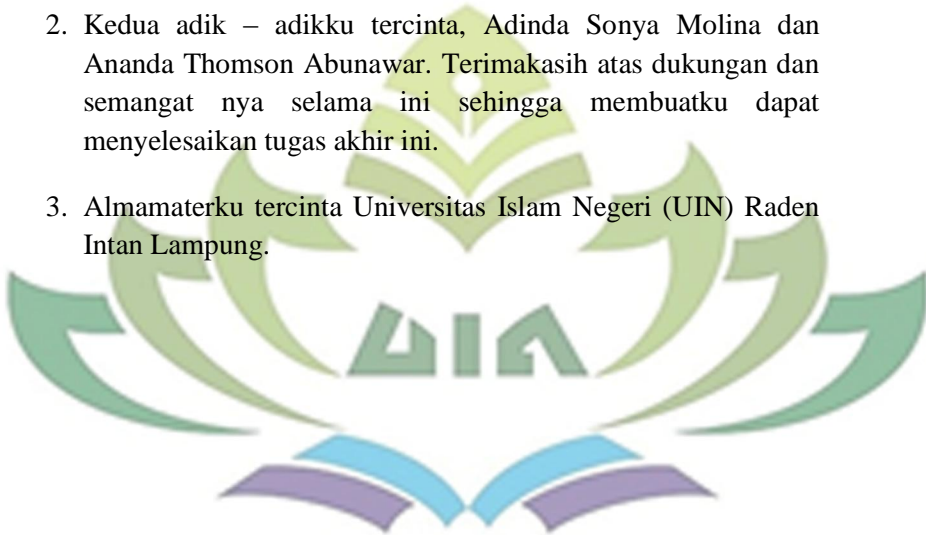 2. Kedua adik – adikku tercinta, Adinda Sonya Molina dan
Ananda Thomson Abunawar. Terimakasih atas dukungan dan
semangat nya selama ini sehingga membuatku dapat
menyelesaikan tugas akhir ini.
3. Almamaterku tercinta Universitas Islam Negeri (UIN) Raden
Intan Lampung.
UIN